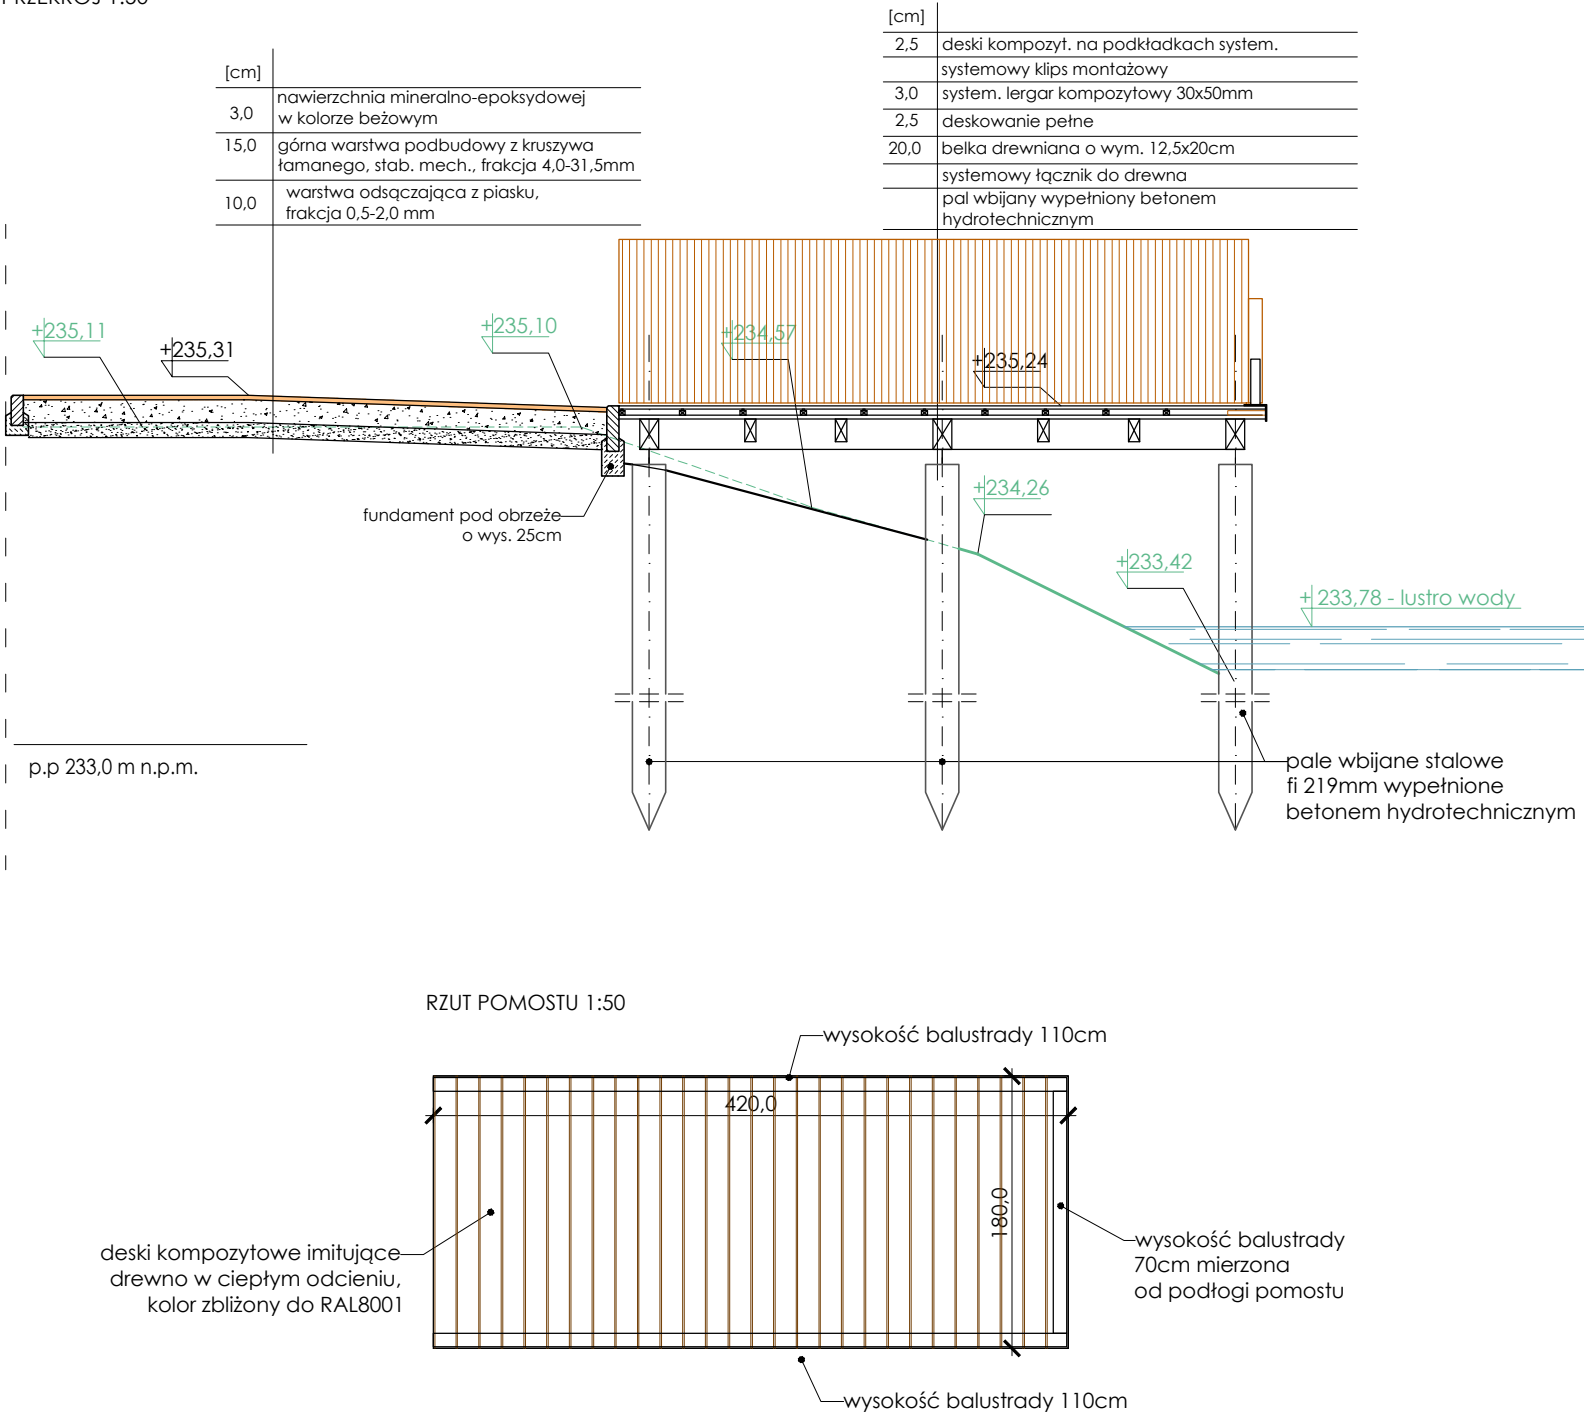 PRZEKRÓJ 1:50
[cm]
3,0 nawierzchnia mineralno-epoksydowej
w kolorze beżowym
15,0 górna warstwa podbudowy z kruszywa
łamanego, stab. mech., frakcja 4,0-31,5mm
10,0 warstwa odsączająca z piasku,
frakcja 0,5-2,0 mm
[cm]
2,5 deski kompozyt. na podkładkach system.
systemowy klips montażowy
3,0 system. lergar kompozytowy 30x50mm
2,5 deskowanie pełne
20,0 belka drewniana o wym. 12,5x20cm
systemowy łącznik do drewna
pal wbijany wypełniony betonem
hydrotechnicznym
+235,11
+235,31
+235,10
+234,57
+235,24
fundament pod obrzeże
o wys. 25cm
+234,26
+233,42
+ 233,78 - lustro wody
p.p 233,0 m n.p.m.
pale wbijane stalowe
fi 219mm wypełnione
betonem hydrotechnicznym
RZUT POMOSTU 1:50
wysokość balustrady 110cm
420,0
180,0
deski kompozytowe imitujące
drewno w ciepłym odcieniu,
kolor zbliżony do RAL8001
wysokość balustrady
70cm mierzona
od podłogi pomostu
wysokość balustrady 110cm